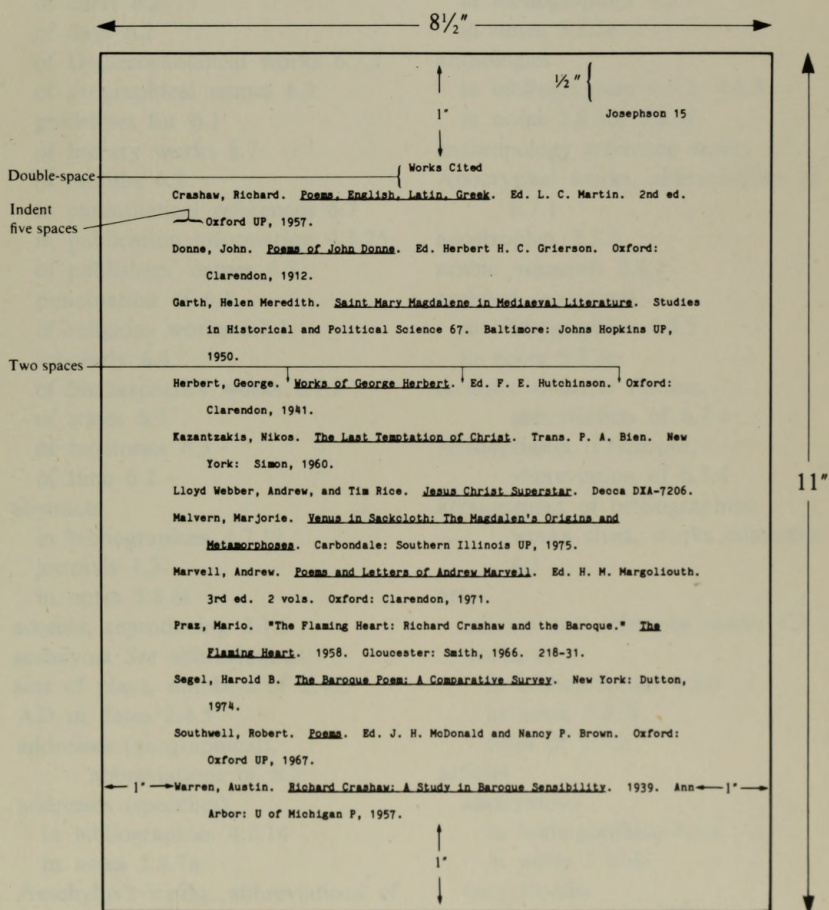 8½"
½"
1"
Josephson 15
Works Cited
Double-space
Crashaw, Richard. Poems, English, Latin, Greek. Ed. L. C. Martin. 2nd ed.
Indent
five spaces
Oxford UP, 1957.
Donne, John. Poems of John Donne. Ed. Herbert H. C. Grierson. Oxford:
Clarendon, 1912.
Garth, Helen Meredith. Saint Mary Magdalene in Mediaeval Literature. Studies
in Historical and Political Science 67. Baltimore: Johns Hopkins UP,
1950.
Two spaces
Herbert, George. Works of George Herbert. Ed. F. E. Hutchinson. Oxford:
Clarendon, 1941.
Kazantzakis, Nikos. The Last Temptation of Christ. Trans. P. A. Bien. New
York: Simon, 1960.
Lloyd Webber, Andrew, and Tim Rice. Jesus Christ Superstar. Decca DXA-7206.
11"
Malvern, Marjorie. Venus in Sackcloth: The Magdalen's Origins and
Metamorphoses. Carbondale: Southern Illinois UP, 1975.
Marvell, Andrew. Poems and Letters of Andrew Marvell. Ed. H. M. Margoliouth.
3rd ed. 2 vols. Oxford: Clarendon, 1971.
Praz, Mario. "The Flaming Heart: Richard Crashaw and the Baroque." The
Flaming Heart. 1958. Gloucester: Smith, 1966. 218-31.
Segel, Harold B. The Baroque Poem: A Comparative Survey. New York: Dutton,
1974.
Southwell, Robert. Poems. Ed. J. H. McDonald and Nancy P. Brown. Oxford:
Oxford UP, 1967.
1" Warren, Austin. Richard Crashaw: A Study in Baroque Sensibility. 1939. Ann 1"
Arbor: U of Michigan P, 1957.
1"